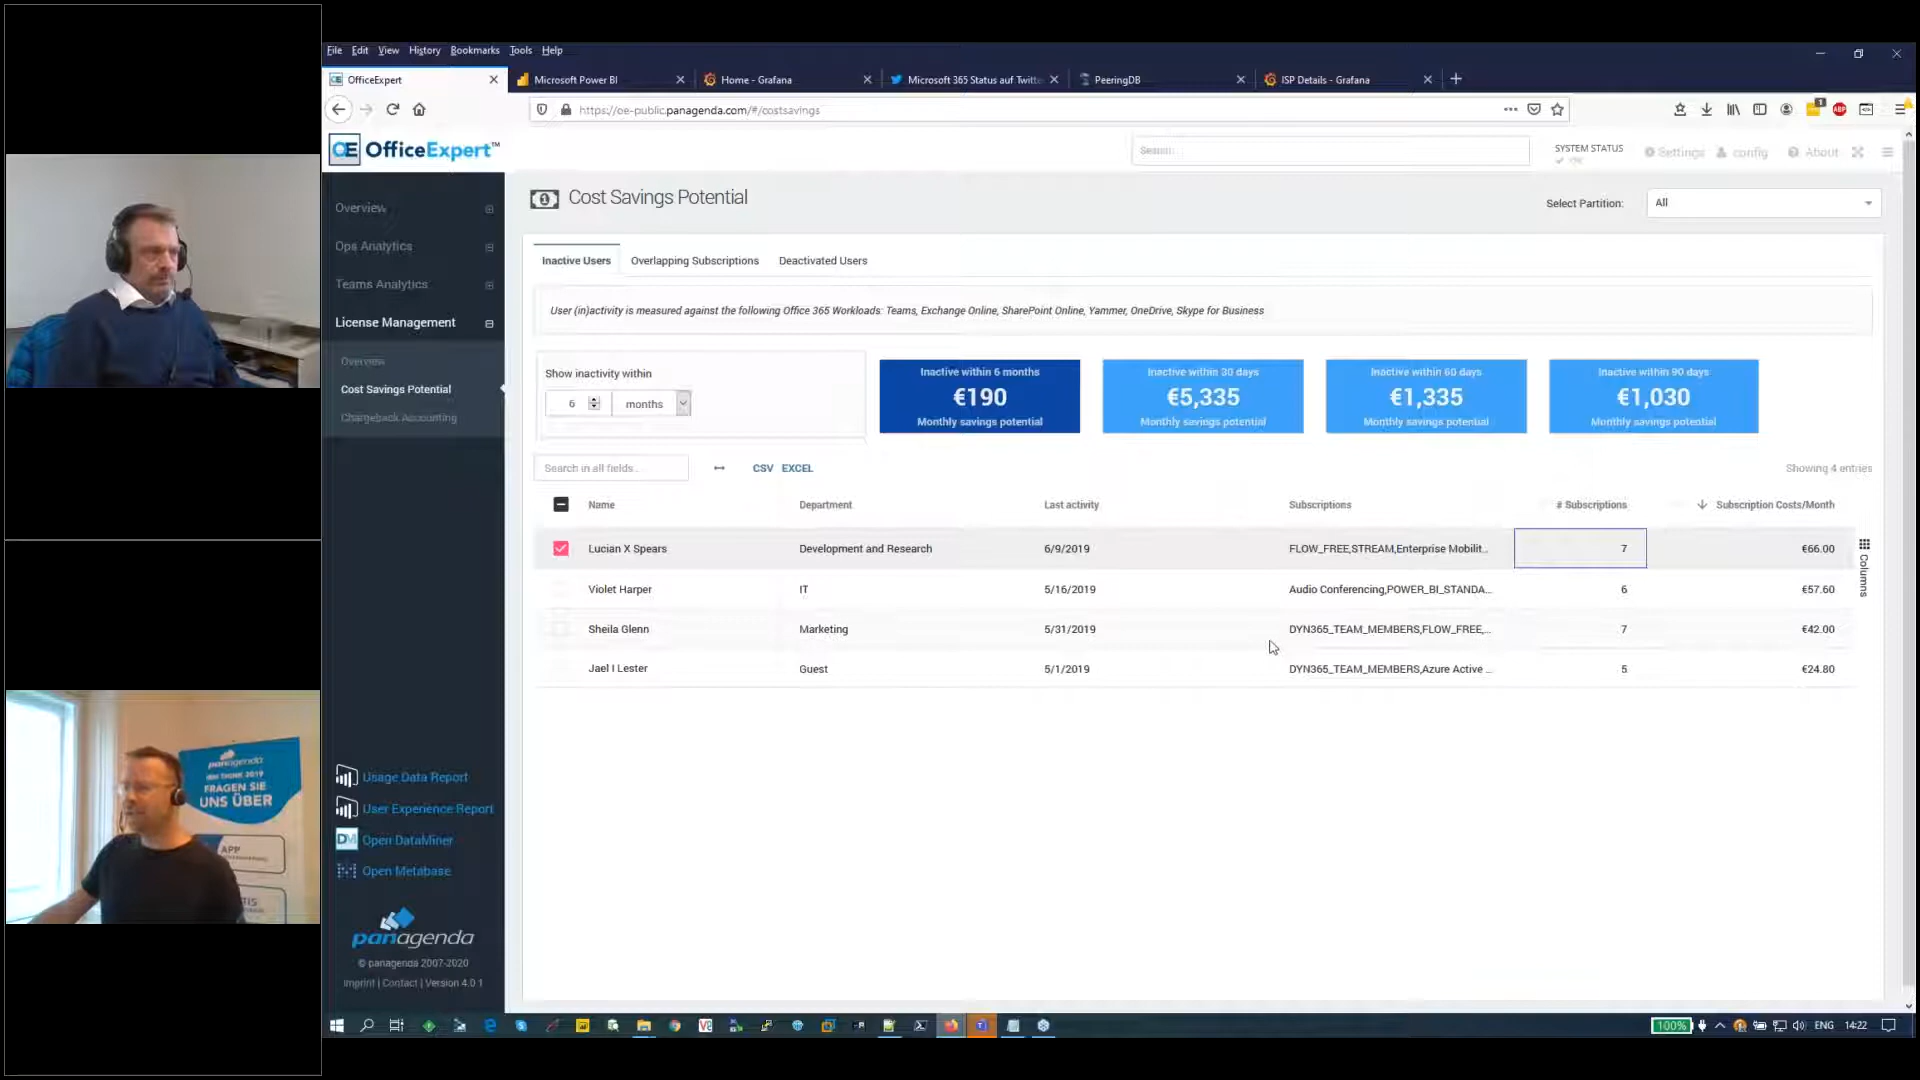 File Edit View History Bookmarks Tools Help
OfficeExpert
Microsoft Power BI
Home - Grafana
Microsoft 365 Status auf Twitte
PeeringDB
ISP Details - Grafana
https://oe-public.panagenda.com/#/costsavings
OE OfficeExpert™
Search...
SYSTEM STATUS
Settings
config
About
Overview
Ops Analytics
Teams Analytics
License Management
Overview
Cost Savings Potential
Chargeback Accounting
Cost Savings Potential
Select Partition:
All
Inactive Users
Overlapping Subscriptions
Deactivated Users
User (in)activity is measured against the following Office 365 Workloads: Teams, Exchange Online, SharePoint Online, Yammer, OneDrive, Skype for Business
Show inactivity within
6 months
Inactive within 6 months
€190
Monthly savings potential
Inactive within 30 days
€5,335
Monthly savings potential
Inactive within 60 days
€1,335
Monthly savings potential
Inactive within 90 days
€1,030
Monthly savings potential
Search in all fields...
CSV EXCEL
Showing 4 entries
Name Department Last activity Subscriptions # Subscriptions Subscription Costs/Month
Lucian X Spears Development and Research 6/9/2019 FLOW_FREE,STREAM,Enterprise Mobilit... 7 €66.00
Violet Harper IT 5/16/2019 Audio Conferencing,POWER_BI_STANDA... 6 €57.60
Sheila Glenn Marketing 5/31/2019 DYN365_TEAM_MEMBERS,FLOW_FREE,... 7 €42.00
Jael I Lester Guest 5/1/2019 DYN365_TEAM_MEMBERS,Azure Active ... 5 €24.80
Columns
Usage Data Report
User Experience Report
DM Open DataMiner
Open Metabase
panagenda
© panagenda 2007-2020
Imprint | Contact | Version 4.0.1
panagenda
IBM THINK 2019
FRAGEN SIE
UNS ÜBER
APP
100%
ENG
14:22